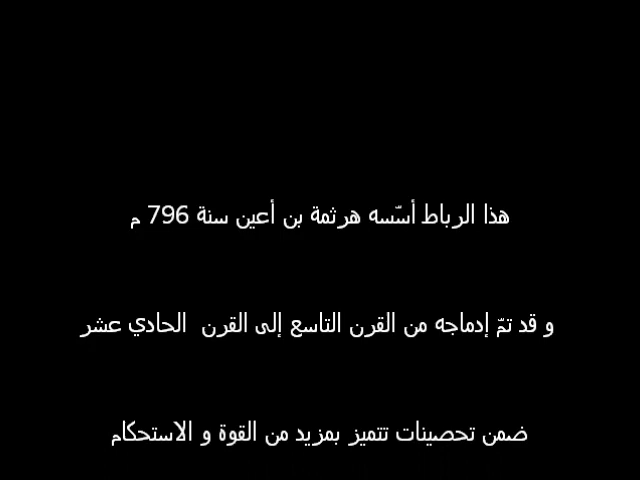 هذا الرباط أسّسه هرثمة بن أعين سنة 796 م
و قد تمّ إدماجه من القرن التاسع إلى القرن الحادي عشر
ضمن تحصينات تتميز بمزيد من القوة و الاستحكام